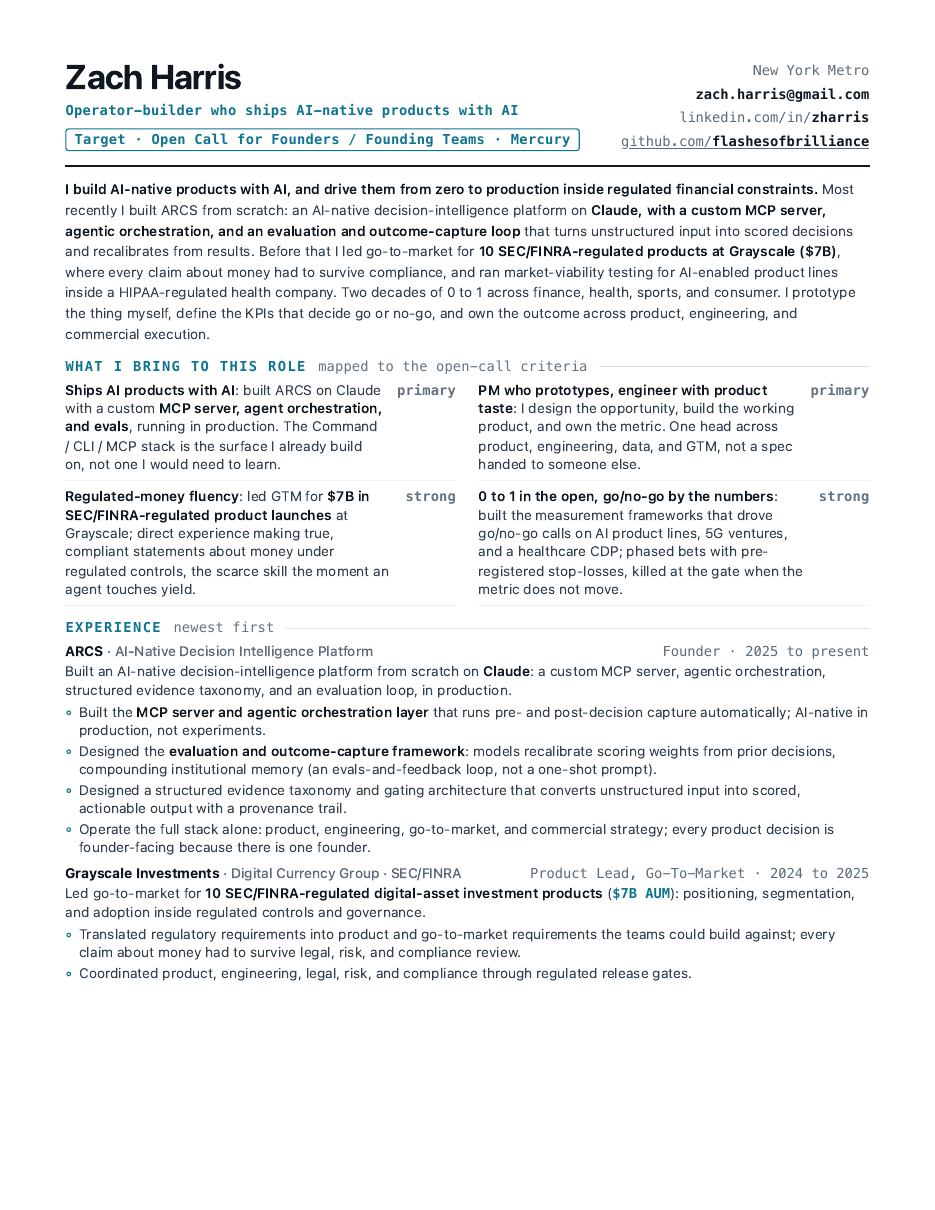 Zach Harris
Operator-builder who ships AI-native products with AI
Target · Open Call for Founders / Founding Teams · Mercury
New York Metro
zach.harris@gmail.com
linkedin.com/in/zharris
github.com/flashesofbrilliance
I build AI-native products with AI, and drive them from zero to production inside regulated financial constraints. Most
recently I built ARCS from scratch: an AI-native decision-intelligence platform on Claude, with a custom MCP server,
agentic orchestration, and an evaluation and outcome-capture loop that turns unstructured input into scored decisions
and recalibrates from results. Before that I led go-to-market for 10 SEC/FINRA-regulated products at Grayscale ($7B),
where every claim about money had to survive compliance, and ran market-viability testing for AI-enabled product lines
inside a HIPAA-regulated health company. Two decades of 0 to 1 across finance, health, sports, and consumer. I prototype
the thing myself, define the KPIs that decide go or no-go, and own the outcome across product, engineering, and
commercial execution.
WHAT I BRING TO THIS ROLE mapped to the open-call criteria
Ships AI products with AI: built ARCS on Claude primary
with a custom MCP server, agent orchestration,
and evals, running in production. The Command
/ CLI / MCP stack is the surface I already build
on, not one I would need to learn.
PM who prototypes, engineer with product primary
taste: I design the opportunity, build the working
product, and own the metric. One head across
product, engineering, data, and GTM, not a spec
handed to someone else.
Regulated-money fluency: led GTM for $7B in strong
SEC/FINRA-regulated product launches at
Grayscale; direct experience making true,
compliant statements about money under
regulated controls, the scarce skill the moment an
agent touches yield.
0 to 1 in the open, go/no-go by the numbers: strong
built the measurement frameworks that drove
go/no-go calls on AI product lines, 5G ventures,
and a healthcare CDP; phased bets with pre-
registered stop-losses, killed at the gate when the
metric does not move.
EXPERIENCE newest first
ARCS · AI-Native Decision Intelligence Platform Founder · 2025 to present
Built an AI-native decision-intelligence platform from scratch on Claude: a custom MCP server, agentic orchestration,
structured evidence taxonomy, and an evaluation loop, in production.
∘ Built the MCP server and agentic orchestration layer that runs pre- and post-decision capture automatically; AI-native in
production, not experiments.
∘ Designed the evaluation and outcome-capture framework: models recalibrate scoring weights from prior decisions,
compounding institutional memory (an evals-and-feedback loop, not a one-shot prompt).
∘ Designed a structured evidence taxonomy and gating architecture that converts unstructured input into scored,
actionable output with a provenance trail.
∘ Operate the full stack alone: product, engineering, go-to-market, and commercial strategy; every product decision is
founder-facing because there is one founder.
Grayscale Investments · Digital Currency Group · SEC/FINRA Product Lead, Go-To-Market · 2024 to 2025
Led go-to-market for 10 SEC/FINRA-regulated digital-asset investment products ($7B AUM): positioning, segmentation,
and adoption inside regulated controls and governance.
∘ Translated regulatory requirements into product and go-to-market requirements the teams could build against; every
claim about money had to survive legal, risk, and compliance review.
∘ Coordinated product, engineering, legal, risk, and compliance through regulated release gates.